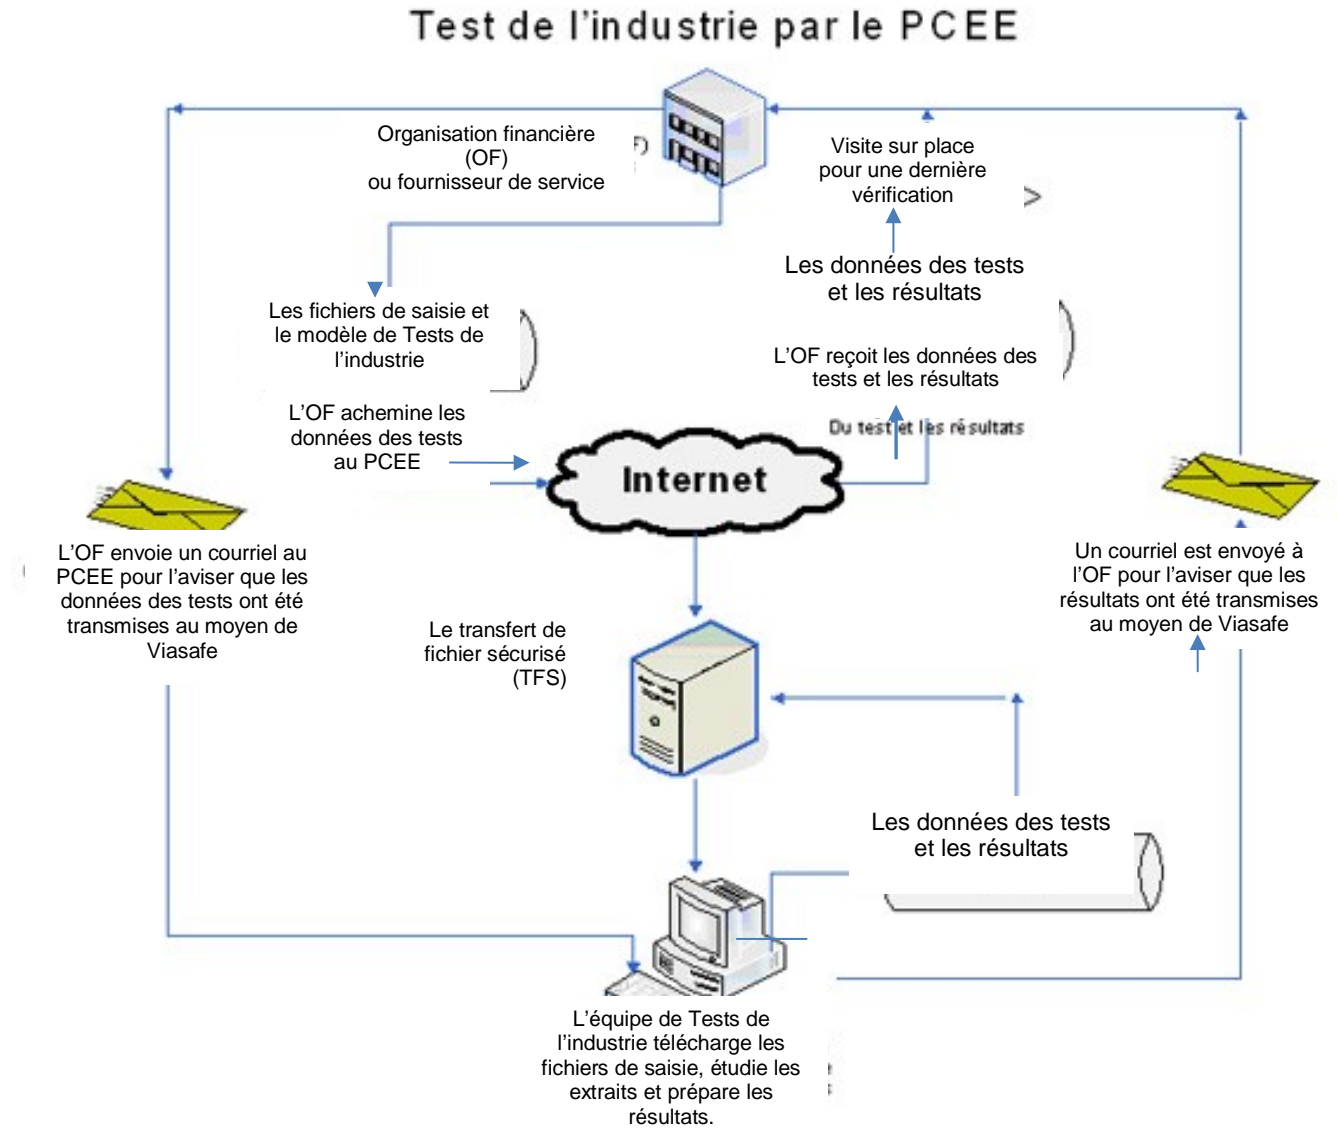 Test de l'industrie par le PCEE
Organisation financière
(OF)
ou fournisseur de service
Visite sur place
pour une dernière
vérification
Les données des tests
et les résultats
Les fichiers de saisie et
le modèle de Tests de
l'industrie
L'OF reçoit les données des
tests et les résultats
L'OF achemine les
données des tests
au PCEE
Du test et les résultats
Internet
L'OF envoie un courriel au
PCEE pour l'aviser que les
données des tests ont été
transmises au moyen de
Viasafe
Un courriel est envoyé à
l'OF pour l'aviser que les
résultats ont été transmises
au moyen de Viasafe
Le transfert de
fichier sécurisé
(TFS)
Les données des tests
et les résultats
L'équipe de Tests de
l'industrie télécharge les
fichiers de saisie, étudie les
extraits et prépare les
résultats.